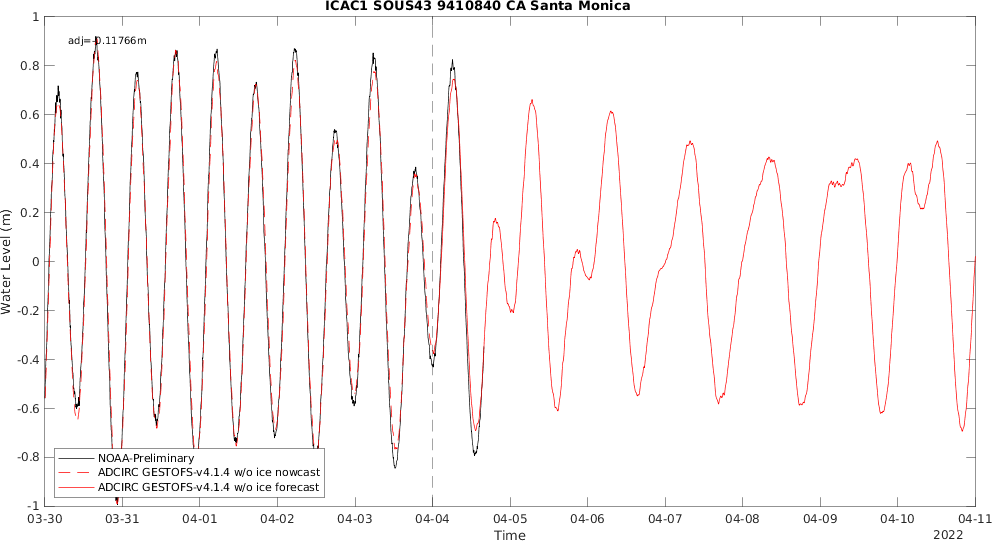 ICAC1 SOUS43 9410840 CA Santa Monica
adj=-0.11766m
Water Level (m)
1
0.8
0.6
0.4
0.2
0
-0.2
-0.4
-0.6
-0.8
-1
NOAA-Preliminary
ADCIRC GESTOFS-v4.1.4 w/o ice nowcast
ADCIRC GESTOFS-v4.1.4 w/o ice forecast
03-30 03-31 04-01 04-02 04-03 04-04 04-05 04-06 04-07 04-08 04-09 04-10 04-11
Time
2022